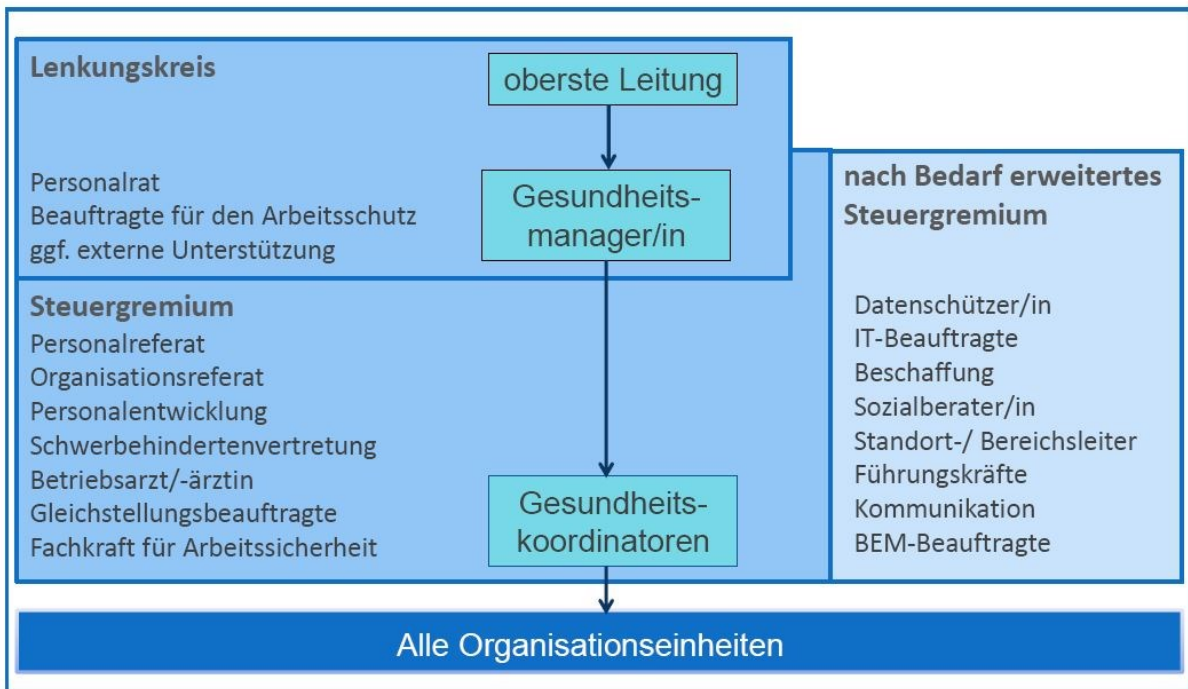 Lenkungskreis
oberste Leitung
Personalrat
Beauftragte für den Arbeitsschutz
ggf. externe Unterstützung
Gesundheits-
manager/in
Steuergremium
Personalreferat
Organisationsreferat
Personalentwicklung
Schwerbehindertenvertretung
Betriebsarzt/-ärztin
Gleichstellungsbeauftragte
Fachkraft für Arbeitssicherheit
Gesundheits-
koordinatoren
nach Bedarf erweitertes
Steuergremium
Datenschützer/in
IT-Beauftragte
Beschaffung
Sozialberater/in
Standort-/ Bereichsleiter
Führungskräfte
Kommunikation
BEM-Beauftragte
Alle Organisationseinheiten